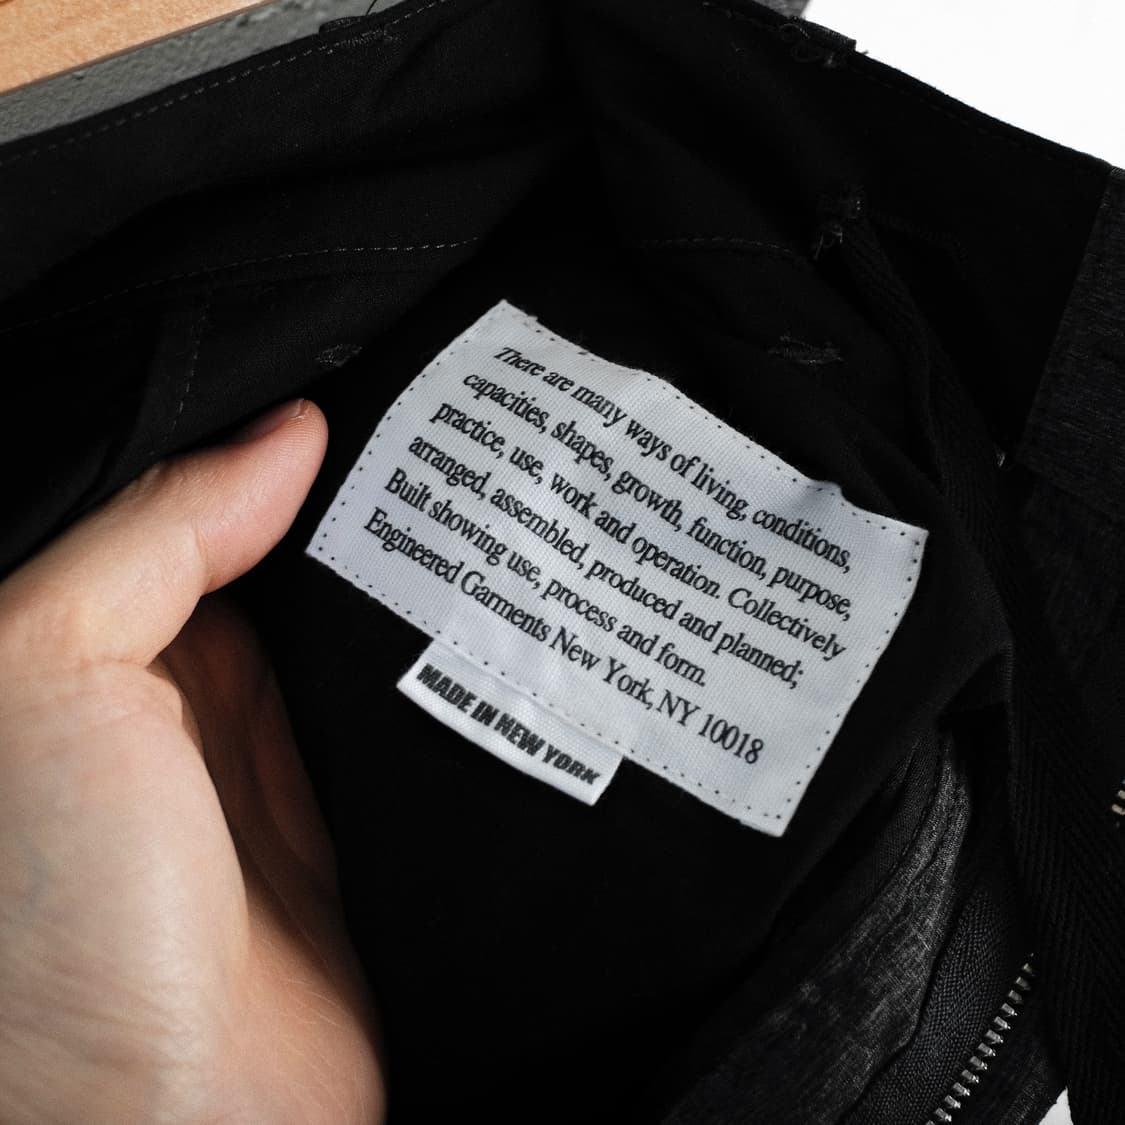 There are many ways of living, conditions,
capacities, shapes, growth, function, purpose,
practice, use, work and operation. Collectively
arranged, assembled, produced and planned;
Built showing use, process and form.
Engineered Garments New York, NY 10018
MADE IN NEW YORK